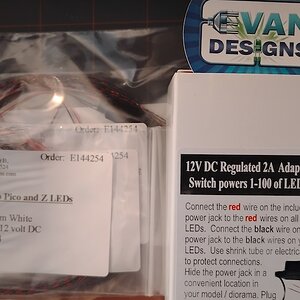 EVAN
DESIGNS
Order: E144254
Order: E144254
Pico and Z LEDs
White
12 volt DC
12V DC Regulated 2A Adap
Switch powers 1-100 of LED
Connect the red wire on the inclu
power jack to the red wires on all
LEDs. Connect the black wire on
power jack to the black wires on y
LEDs. Use shrink tube or electric
to protect connections.
Hide the power jack in a
convenient location in
your model / diorama. Plug